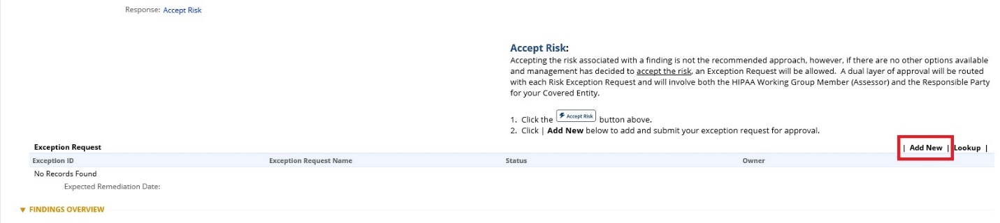 Response: Accept Risk
Accept Risk:
Accepting the risk associated with a finding is not the recommended approach, however, if there are no other options available
and management has decided to accept the risk, an Exception Request will be allowed. A dual layer of approval will be routed
with each Risk Exception Request and will involve both the HIPAA Working Group Member (Assessor) and the Responsible Party
for your Covered Entity.
1. Click the Accept Risk button above.
2. Click | Add New below to add and submit your exception request for approval.
Exception Request | Add New | Lookup |
Exception ID Exception Request Name Status Owner
No Records Found
Expected Remediation Date:
FINDINGS OVERVIEW